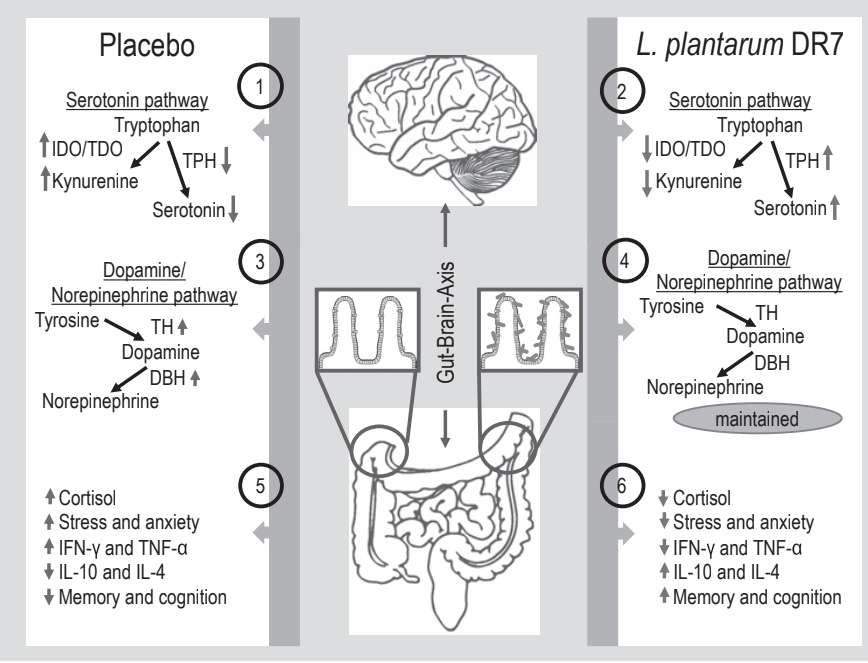 Placebo
1
Serotonin pathway
Tryptophan
IDO/TDO
TPH
Kynurenine
Serotonin
3
Dopamine/
Norepinephrine pathway
Tyrosine
TH
Dopamine
DBH
Norepinephrine
5
Cortisol
Stress and anxiety
IFN-γ and TNF-α
IL-10 and IL-4
Memory and cognition
Gut-Brain-Axis
L. plantarum DR7
2
Serotonin pathway
Tryptophan
IDO/TDO
TPH
Kynurenine
Serotonin
4
Dopamine/
Norepinephrine pathway
Tyrosine
TH
Dopamine
DBH
Norepinephrine
maintained
6
Cortisol
Stress and anxiety
IFN-γ and TNF-α
IL-10 and IL-4
Memory and cognition